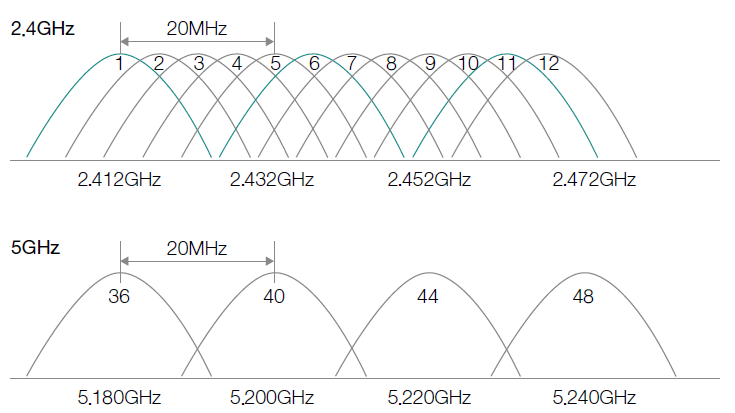 2.4GHz
20MHz
1 2 3 4 5 6 7 8 9 10 11 12
2.412GHz 2.432GHz 2.452GHz 2.472GHz
5GHz
20MHz
36 40 44 48
5.180GHz 5.200GHz 5.220GHz 5.240GHz